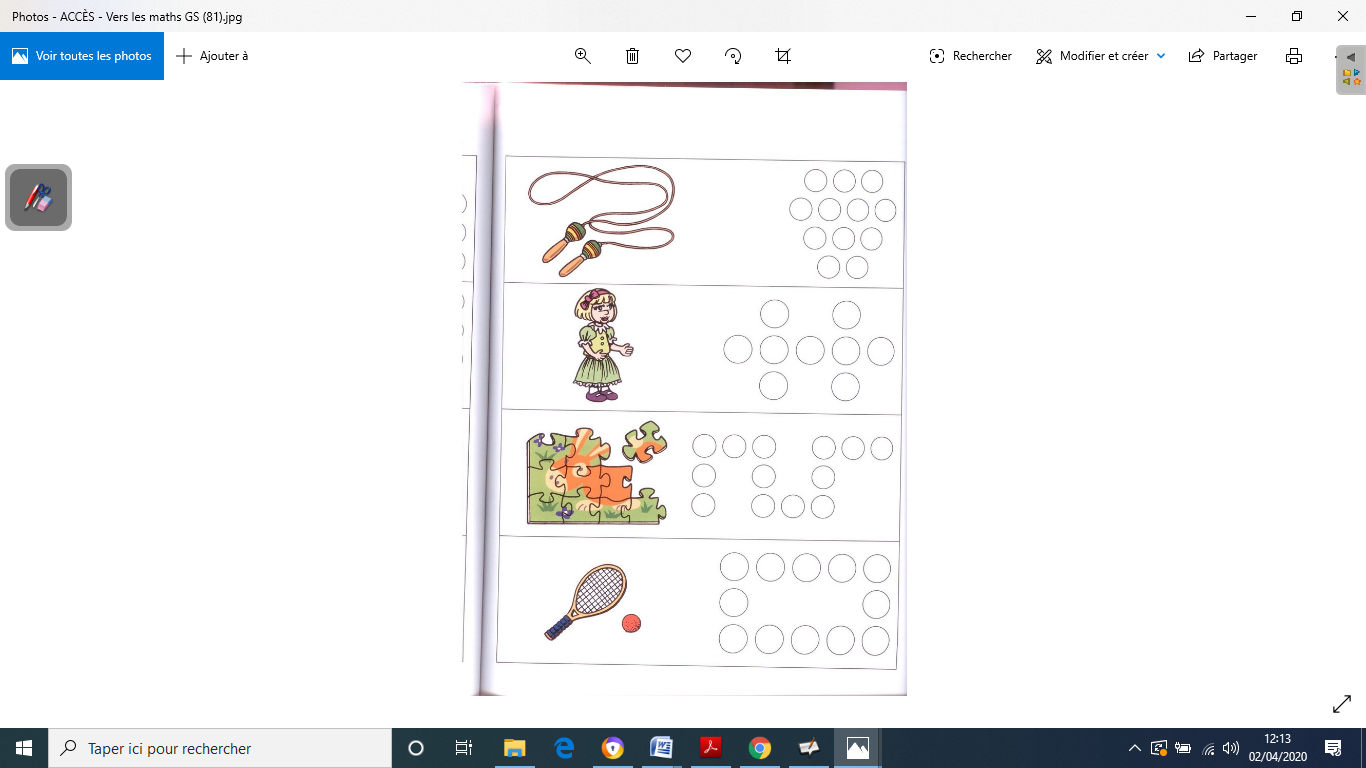 Photos - ACCÈS - Vers les maths GS (81).jpg
Voir toutes les photos
Ajouter à
Rechercher
Modifier et créer
Partager
Taper ici pour rechercher
12:13
02/04/2020